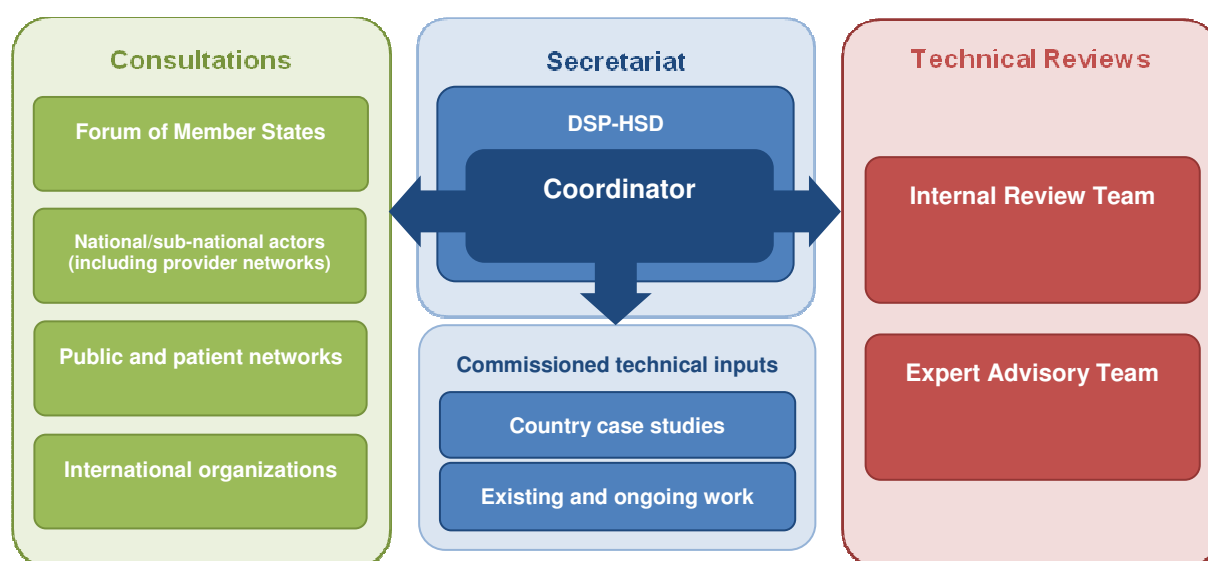 Consultations
Forum of Member States
National/sub-national actors
(including provider networks)
Public and patient networks
International organizations
Secretariat
DSP-HSD
Coordinator
Commissioned technical inputs
Country case studies
Existing and ongoing work
Technical Reviews
Internal Review Team
Expert Advisory Team